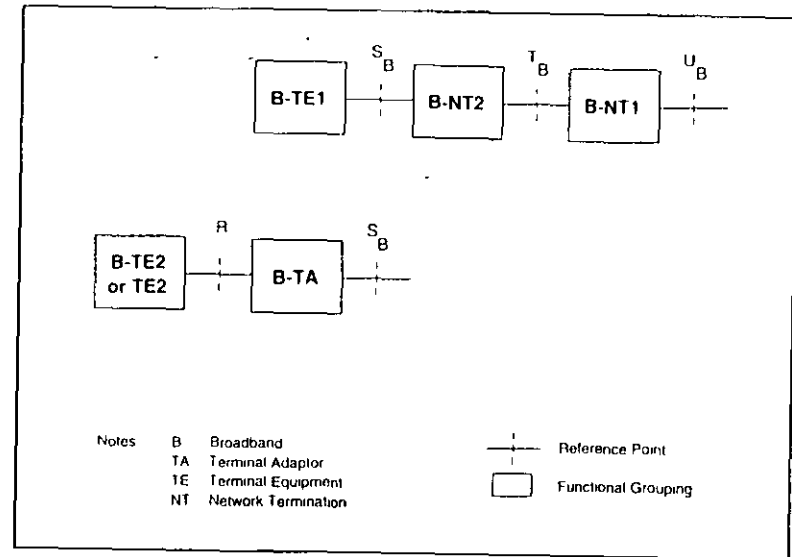 S_B T_B U_B
B-TE1 B-NT2 B-NT1
R S_B
B-TE2
or TE2
B-TA
Notes B Broadband
TA Terminal Adaptor
TE Terminal Equipment
NT Network Termination
Reference Point
Functional Grouping